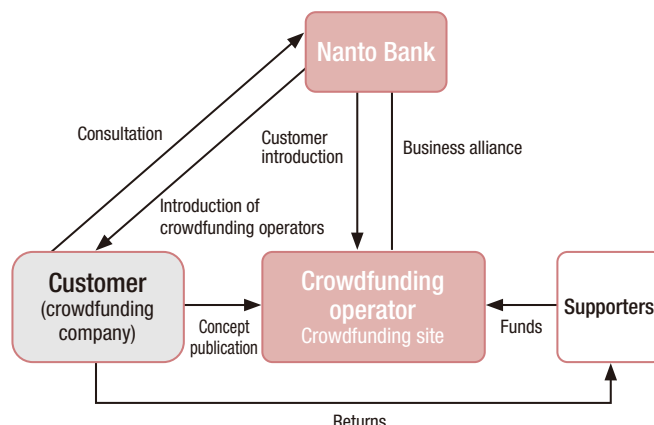 Nanto Bank
Consultation
Customer
introduction
Business alliance
Introduction of
crowdfunding operators
Customer
(crowdfunding
company)
Concept
publication
Crowdfunding
operator
Crowdfunding site
Funds
Supporters
Returns